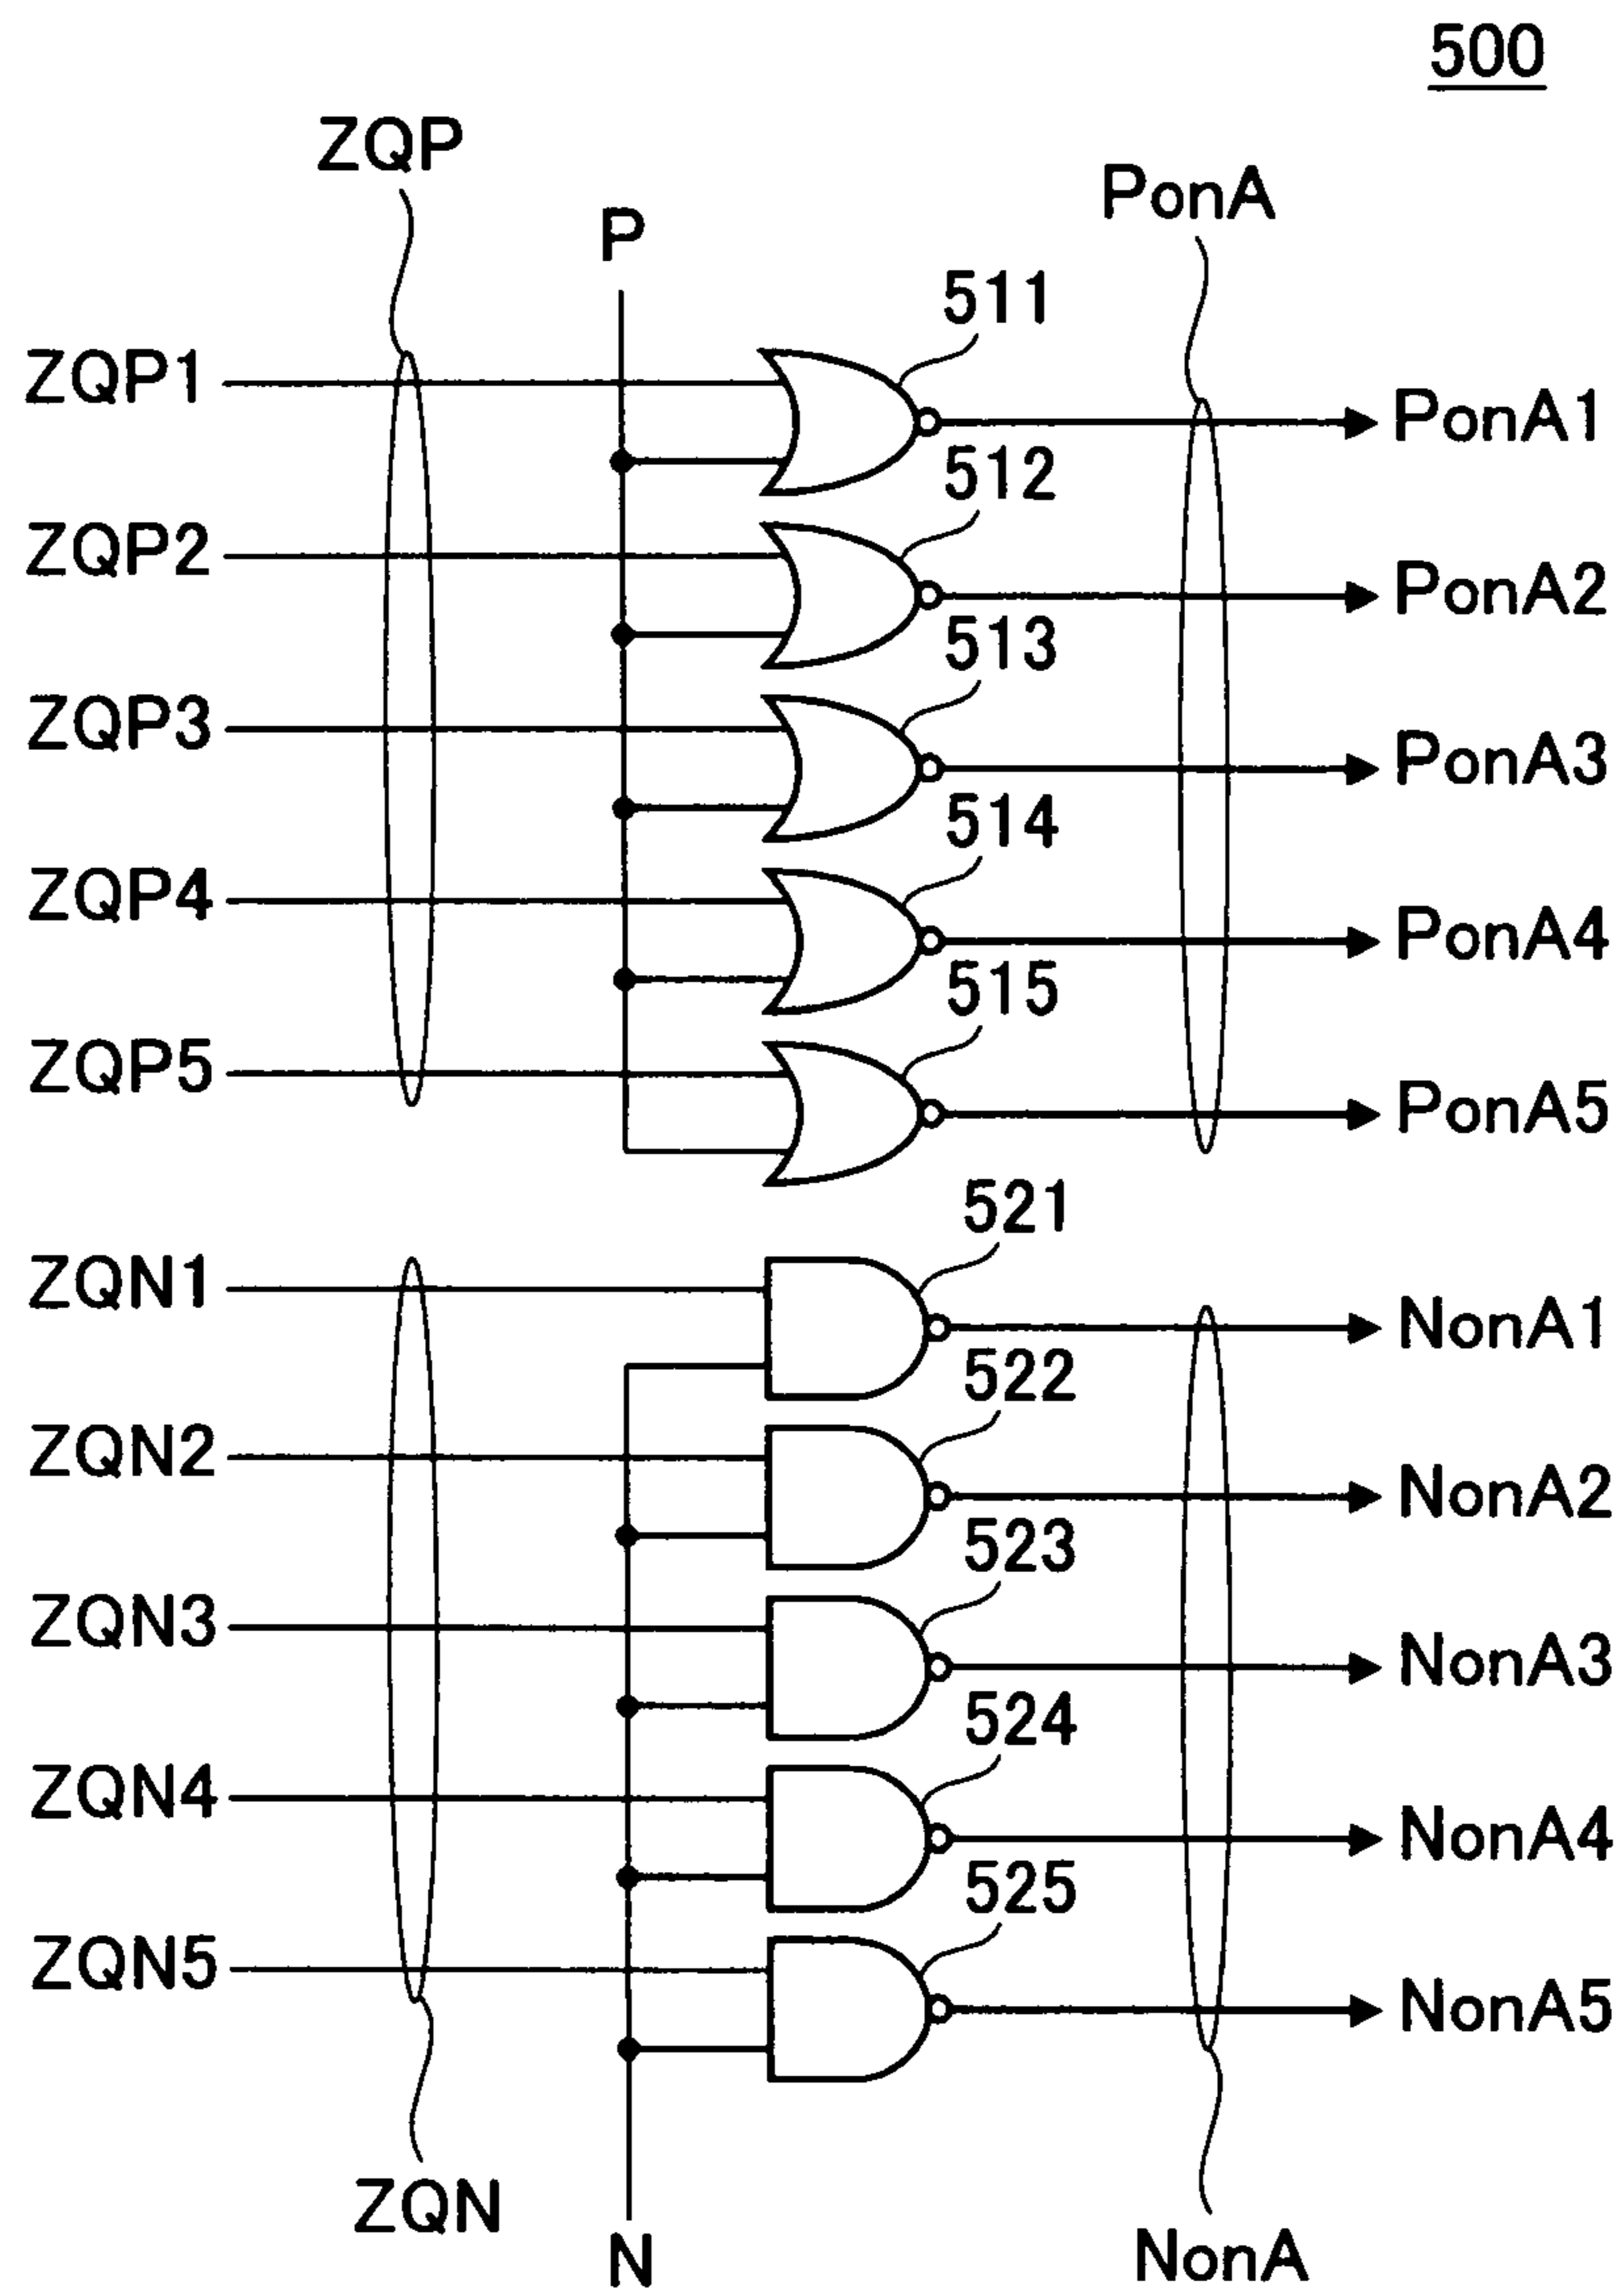 500
ZQP
PonA
P
511
ZQP1
PonA1
512
ZQP2
PonA2
513
ZQP3
PonA3
514
ZQP4
PonA4
515
ZQP5
PonA5
521
ZQN1
NonA1
522
ZQN2
NonA2
523
ZQN3
NonA3
524
ZQN4
NonA4
525
ZQN5
NonA5
ZQN
N
NonA